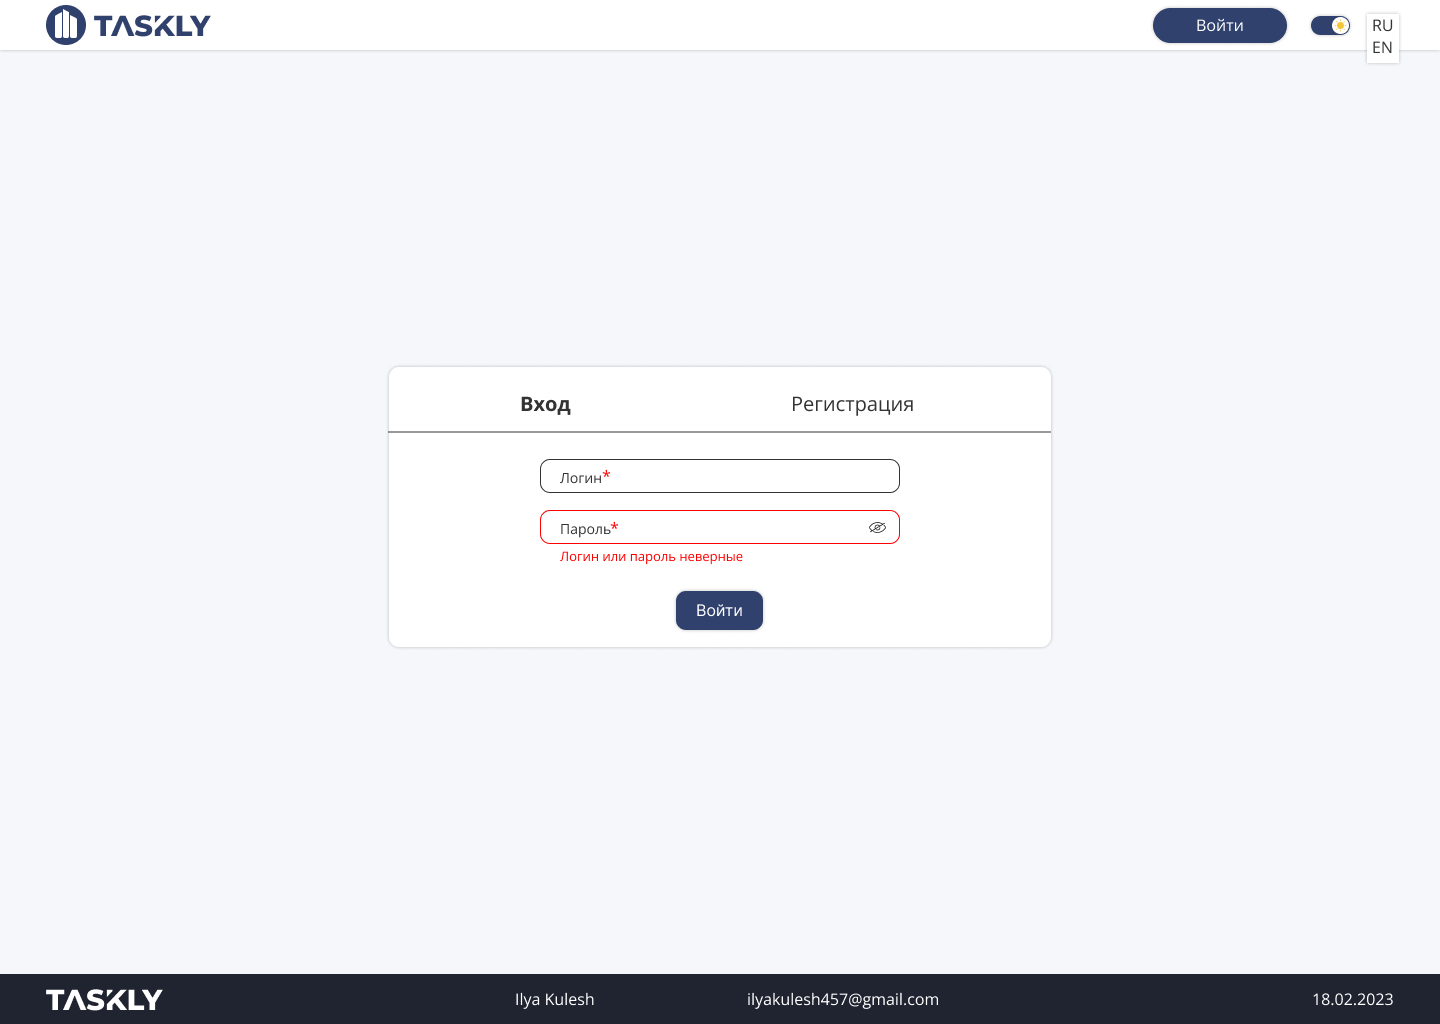 TASKLY
Войти
RU
EN
Вход
Регистрация
Логин*
Пароль*
Логин или пароль неверные
Войти
TASKLY
Ilya Kulesh
ilyakulesh457@gmail.com
18.02.2023